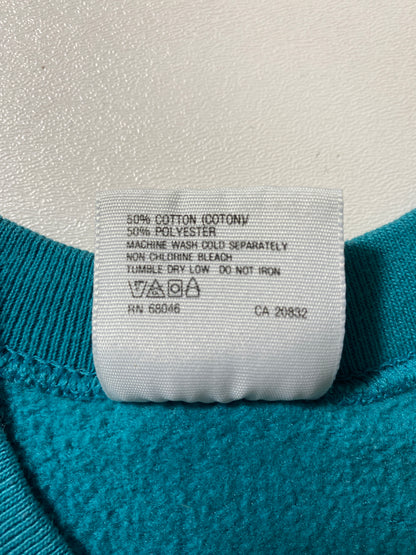 50% COTTON (COTON)/
50% POLYESTER
MACHINE WASH COLD SEPARATELY
NON CHLORINE BLEACH
TUMBLE DRY LOW DO NOT IRON
RN 68046 CA 20832